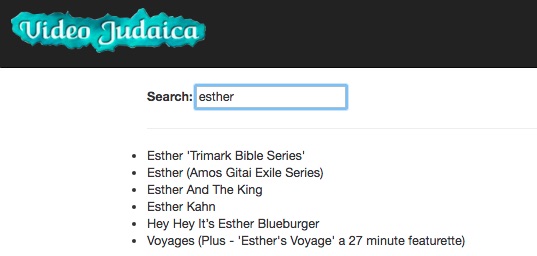 Video Judaica
Search: esther
Esther 'Trimark Bible Series'
Esther (Amos Gitai Exile Series)
Esther And The King
Esther Kahn
Hey Hey It's Esther Blueburger
Voyages (Plus - 'Esther's Voyage' a 27 minute featurette)